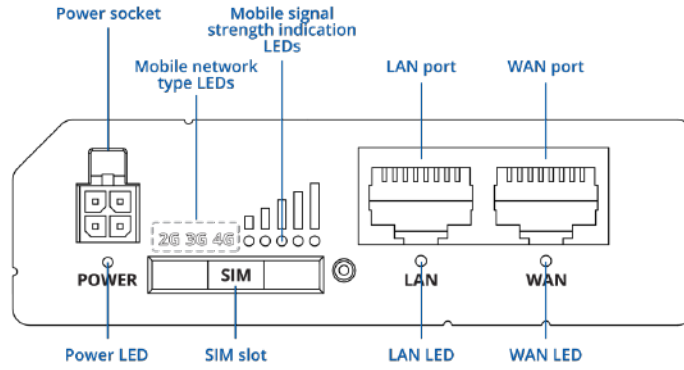 Power socket
Mobile signal
strength indication
LEDs
Mobile network
type LEDs
LAN port
WAN port
2G 3G 4G
POWER
SIM
LAN
WAN
Power LED
SIM slot
LAN LED
WAN LED